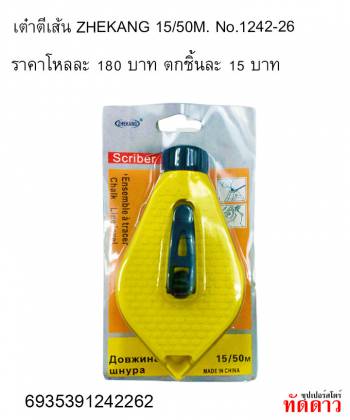 เต๋าตีเส้น ZHEKANG 15/50M. No.1242-26
ราคาโหลละ 180 บาท ตกชิ้นละ 15 บาท
ZHEKANG
Scriber
Ensemble à tracer
Chalk Line
Довжина
шнура
15/50м
MADE IN CHINA
6935391242262
ซุปเปอร์สโตร์
ทัดดาว